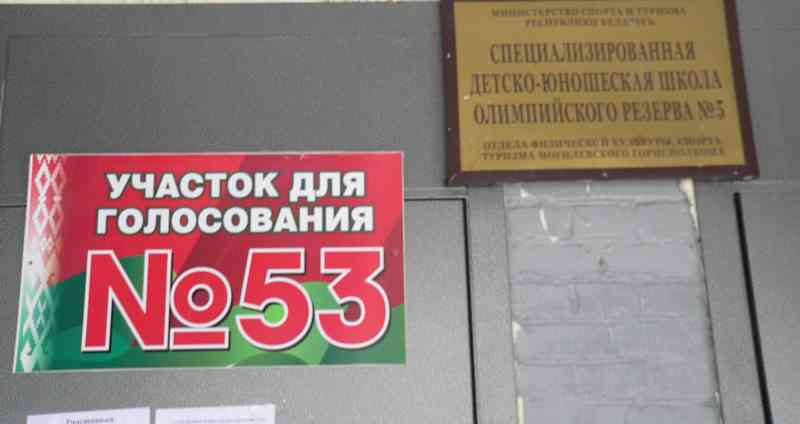 МИНИСТЕРСТВО СПОРТА И ТУРИЗМА
РЕСПУБЛИКИ БЕЛАРУСЬ
СПЕЦИАЛИЗИРОВАННАЯ
ДЕТСКО-ЮНОШЕСКАЯ ШКОЛА
ОЛИМПИЙСКОГО РЕЗЕРВА №5
ОТДЕЛА ФИЗИЧЕСКОЙ КУЛЬТУРЫ, СПОРТА
ТУРИЗМА МОГИЛЕВСКОГО ГОРИСПОЛКОМА
УЧАСТОК ДЛЯ
ГОЛОСОВАНИЯ
№53